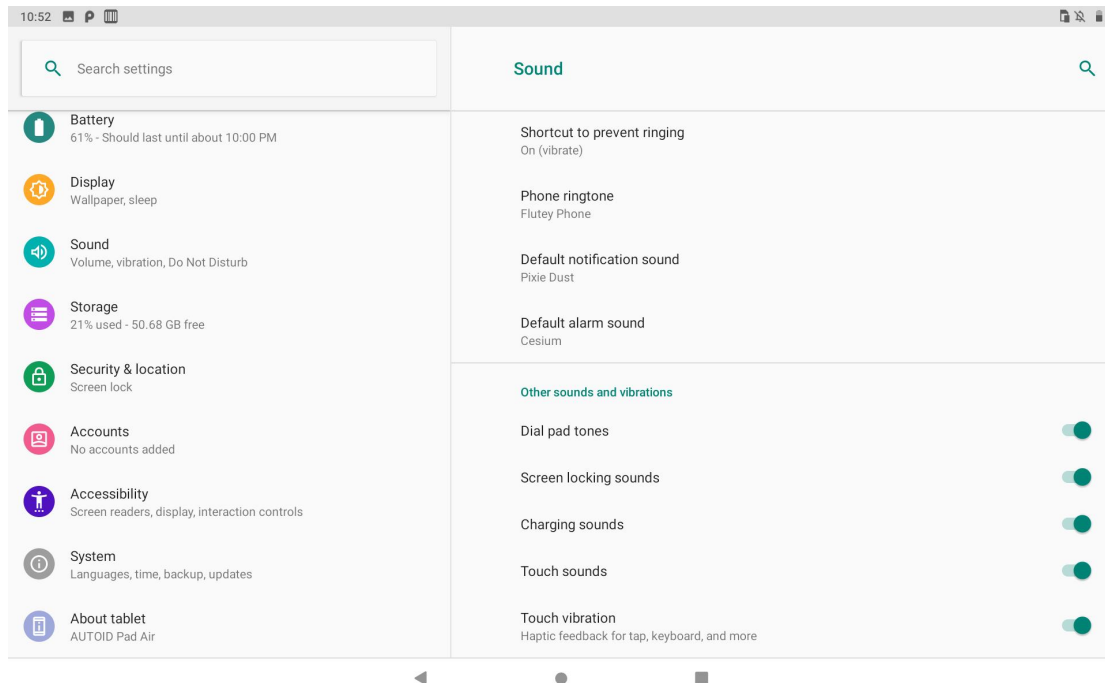 10:52
Search settings
Battery
61% - Should last until about 10:00 PM
Display
Wallpaper, sleep
Sound
Volume, vibration, Do Not Disturb
Storage
21% used - 50.68 GB free
Security & location
Screen lock
Accounts
No accounts added
Accessibility
Screen readers, display, interaction controls
System
Languages, time, backup, updates
About tablet
AUTOID Pad Air
Sound
Shortcut to prevent ringing
On (vibrate)
Phone ringtone
Flutey Phone
Default notification sound
Pixie Dust
Default alarm sound
Cesium
Other sounds and vibrations
Dial pad tones
Screen locking sounds
Charging sounds
Touch sounds
Touch vibration
Haptic feedback for tap, keyboard, and more